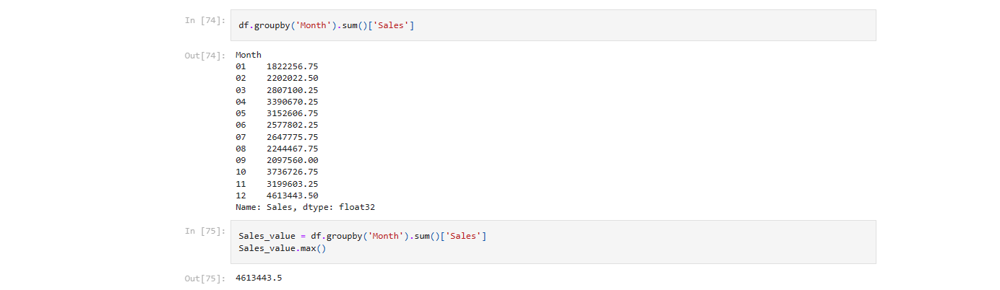 In [74]: df.groupby('Month').sum()['Sales']
Out[74]: Month
01    1822256.75
02    2202022.50
03    2807100.25
04    3390670.25
05    3152606.75
06    2577802.25
07    2647775.75
08    2244467.75
09    2097560.00
10    3736726.75
11    3199603.25
12    4613443.50
Name: Sales, dtype: float32
In [75]: Sales_value = df.groupby('Month').sum()['Sales']
Sales_value.max()
Out[75]: 4613443.5